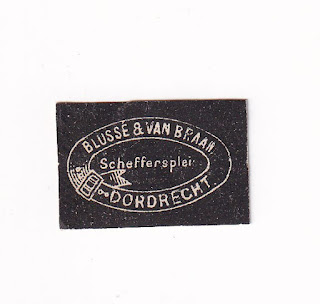 BLUSSÉ & VAN BRAAM
Scheffersplein
DORDRECHT.